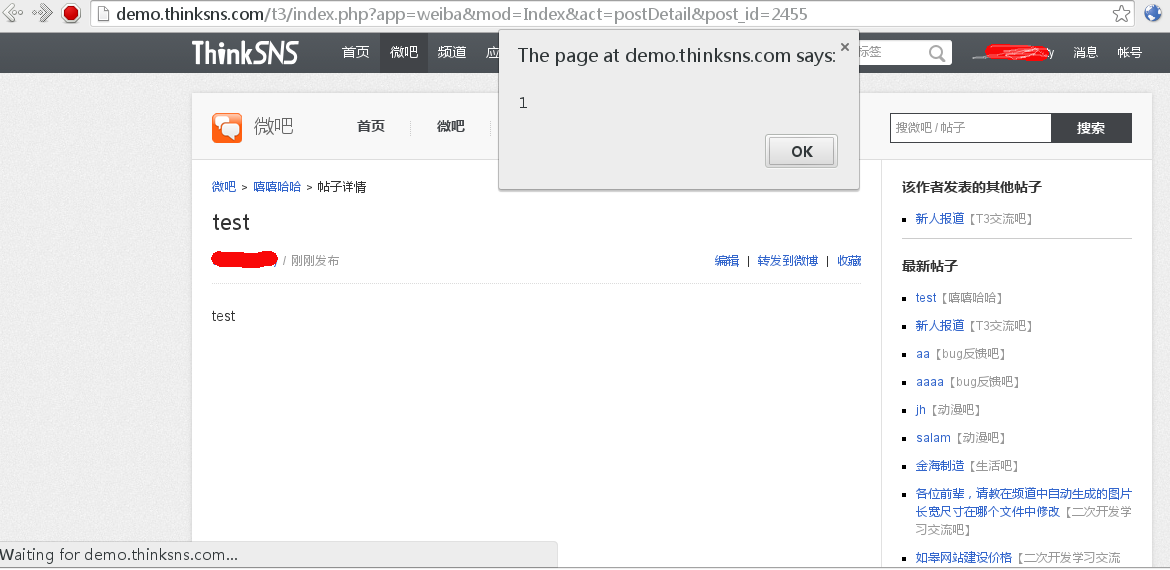 demo.thinksns.com/t3/index.php?app=weiba&mod=Index&act=postDetail&post_id=2455
ThinkSNS 首页 微吧 频道 标签 消息 帐号
The page at demo.thinksns.com says:
1
OK
微吧 首页 微吧 搜微吧 / 帖子 搜索
微吧 > 嘻嘻哈哈 > 帖子详情
test
/ 刚刚发布 编辑 | 转发到微博 | 收藏
test
该作者发表的其他帖子
新人报道【T3交流吧】
最新帖子
test【嘻嘻哈哈】
新人报道【T3交流吧】
aa【bug反馈吧】
aaaa【bug反馈吧】
jh【动漫吧】
salam【动漫吧】
金海制造【生活吧】
各位前辈，请教在频道中自动生成的图片
长宽尺寸在哪个文件中修改【二次开发学
习交流吧】
如皋网站建设价格【二次开发学习交流
Waiting for demo.thinksns.com...